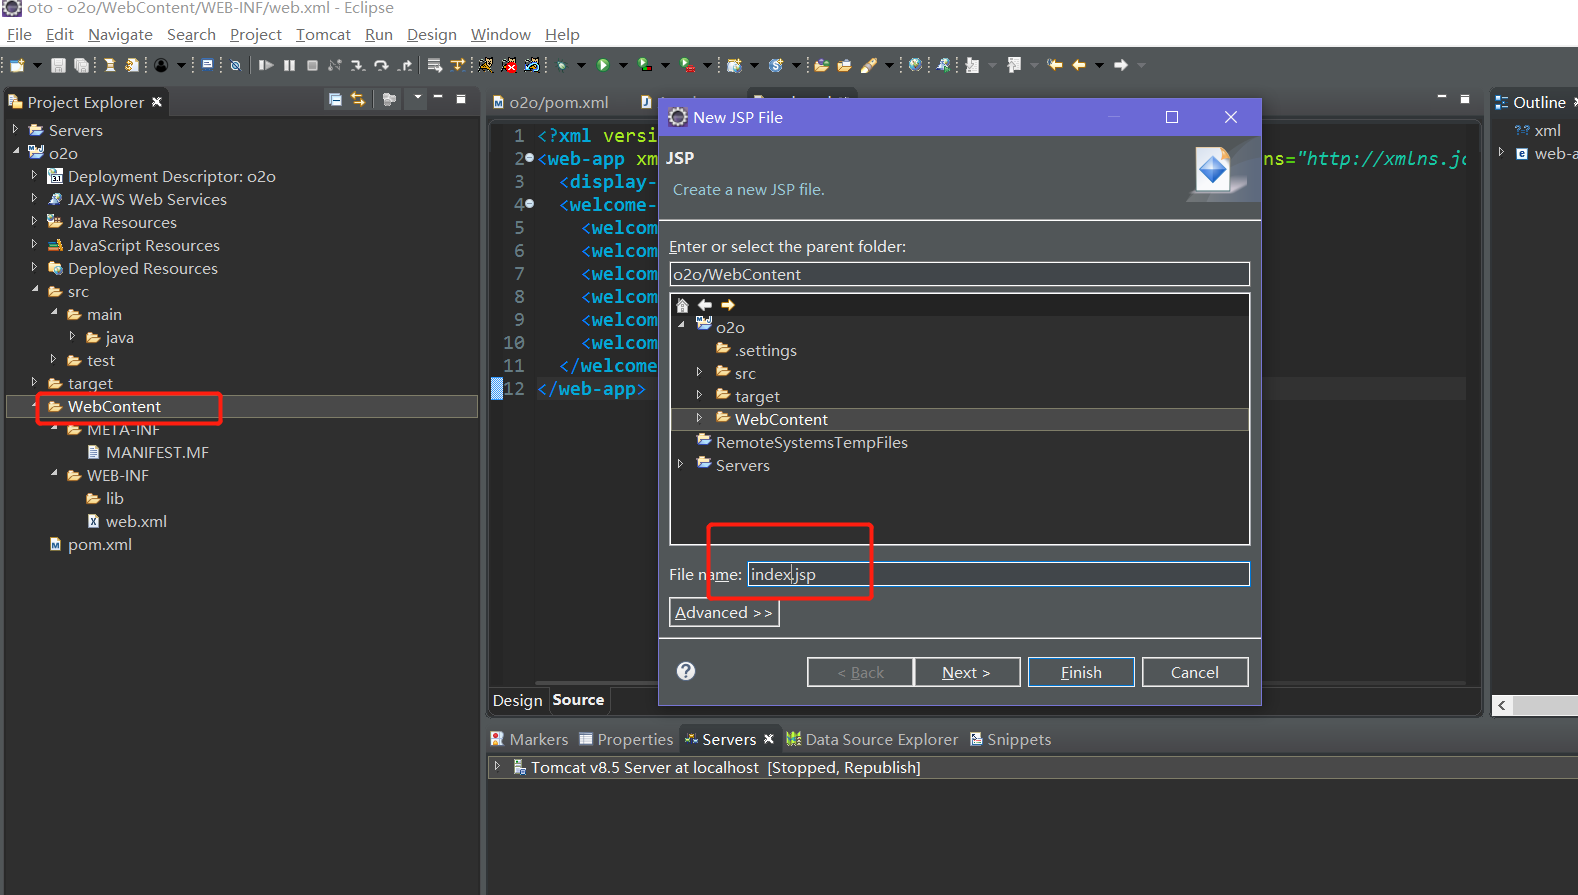 oto - o2o/WebContent/WEB-INF/web.xml - Eclipse
File Edit Navigate Search Project Tomcat Run Design Window Help
Project Explorer
Servers
o2o
Deployment Descriptor: o2o
JAX-WS Web Services
Java Resources
JavaScript Resources
Deployed Resources
src
main
java
test
target
WebContent
META-INF
MANIFEST.MF
WEB-INF
lib
web.xml
pom.xml
o2o/pom.xml
1 <?xml versi
2 <web-app xm
ns="http://xmlns.jc
3 <display-
4 <welcome-
5 <welcom
6 <welcom
7 <welcom
8 <welcom
9 <welcom
10 <welcom
11 </welcome
12 </web-app>
Design Source
New JSP File
JSP
Create a new JSP file.
Enter or select the parent folder:
o2o/WebContent
o2o
.settings
src
target
WebContent
RemoteSystemsTempFiles
Servers
File name: index.jsp
Advanced >>
< Back Next > Finish Cancel
Outline
xml
web-a
Markers Properties Servers Data Source Explorer Snippets
Tomcat v8.5 Server at localhost [Stopped, Republish]